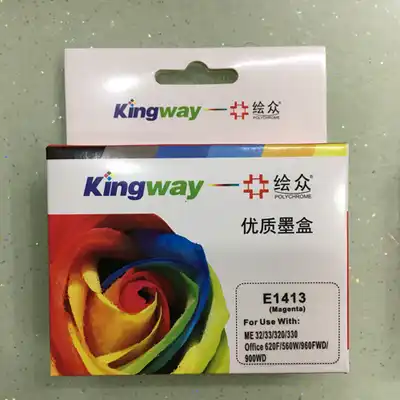 Kingway 绘众®
POLYCHROME
Kingway 绘众®
POLYCHROME
优质墨盒
E1413
(Magenta)
For Use With:
ME 32/33/320/330
Office 620F/560W/960FWD/
900WD